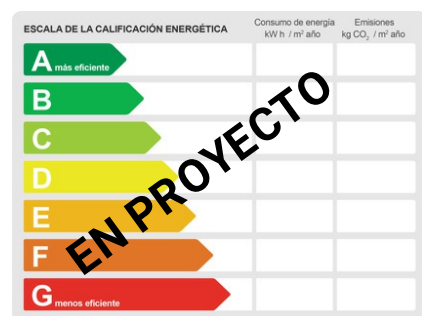 ESCALA DE LA CALIFICACIÓN ENERGÉTICA
Consumo de energía
kW h / m² año
Emisiones
kg CO₂ / m² año
A más eficiente
B
C
D
E
F
G menos eficiente
EN PROYECTO